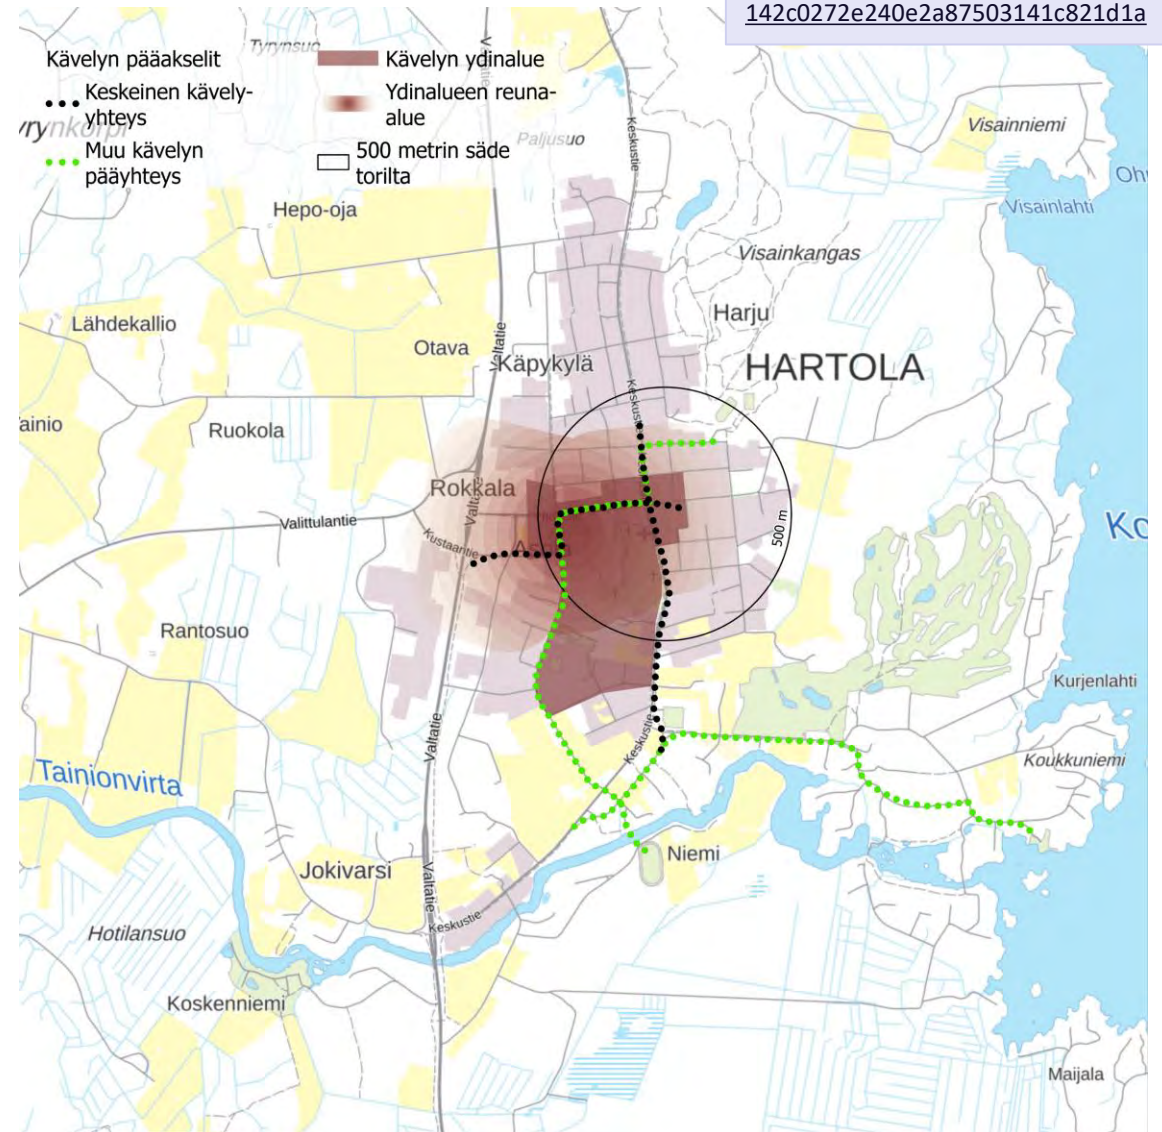 142c0272e240e2a87503141c821d1a
Kävelyn pääakselit
Keskeinen kävely-
yhteys
Muu kävelyn
pääyhteys
Kävelyn ydinalue
Ydinalueen reuna-
alue
500 metrin säde
torilta
Tyrynsuo
Valtatie
Paljusuo
Keskustie
Visainniemi
Visainlahti
Hepo-oja
Visainkangas
Lähdekallio
Harju
Otava
Valtatie
Käpykylä
HARTOLA
Keskustie
ainio
Ruokola
Rokkala
Valtatie
Valittulantie
Kustaantie
500 m
Rantosuo
Kurjenlahti
Valtatie
Keskustie
Koukkuniemi
Tainionvirta
Jokivarsi
Niemi
Valtatie
Keskustie
Hotilansuo
Koskenniemi
Maijala